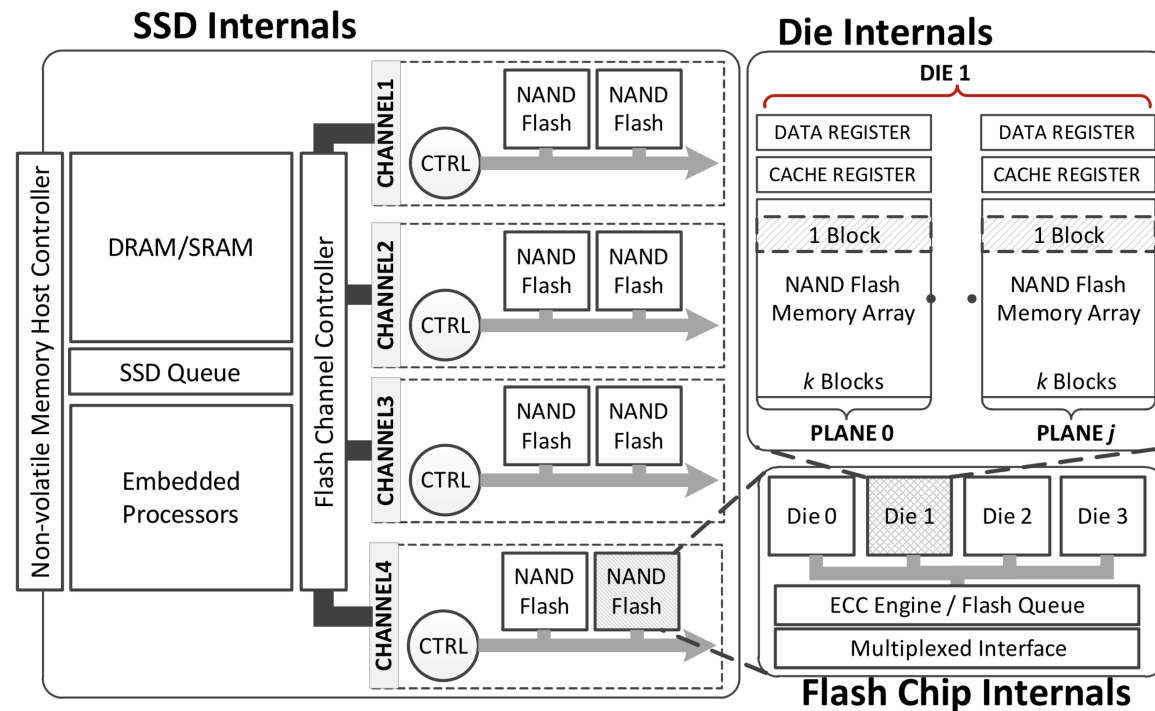 SSD Internals
Non-volatile Memory Host Controller
DRAM/SRAM
SSD Queue
Embedded
Processors
Flash Channel Controller
CHANNEL1
CTRL
NAND
Flash
NAND
Flash
CHANNEL2
CTRL
NAND
Flash
NAND
Flash
CHANNEL3
CTRL
NAND
Flash
NAND
Flash
CHANNEL4
CTRL
NAND
Flash
NAND
Flash
Die Internals
DIE 1
DATA REGISTER
CACHE REGISTER
1 Block
NAND Flash
Memory Array
k Blocks
PLANE 0
DATA REGISTER
CACHE REGISTER
1 Block
NAND Flash
Memory Array
k Blocks
PLANE j
Die 0
Die 1
Die 2
Die 3
ECC Engine / Flash Queue
Multiplexed Interface
Flash Chip Internals